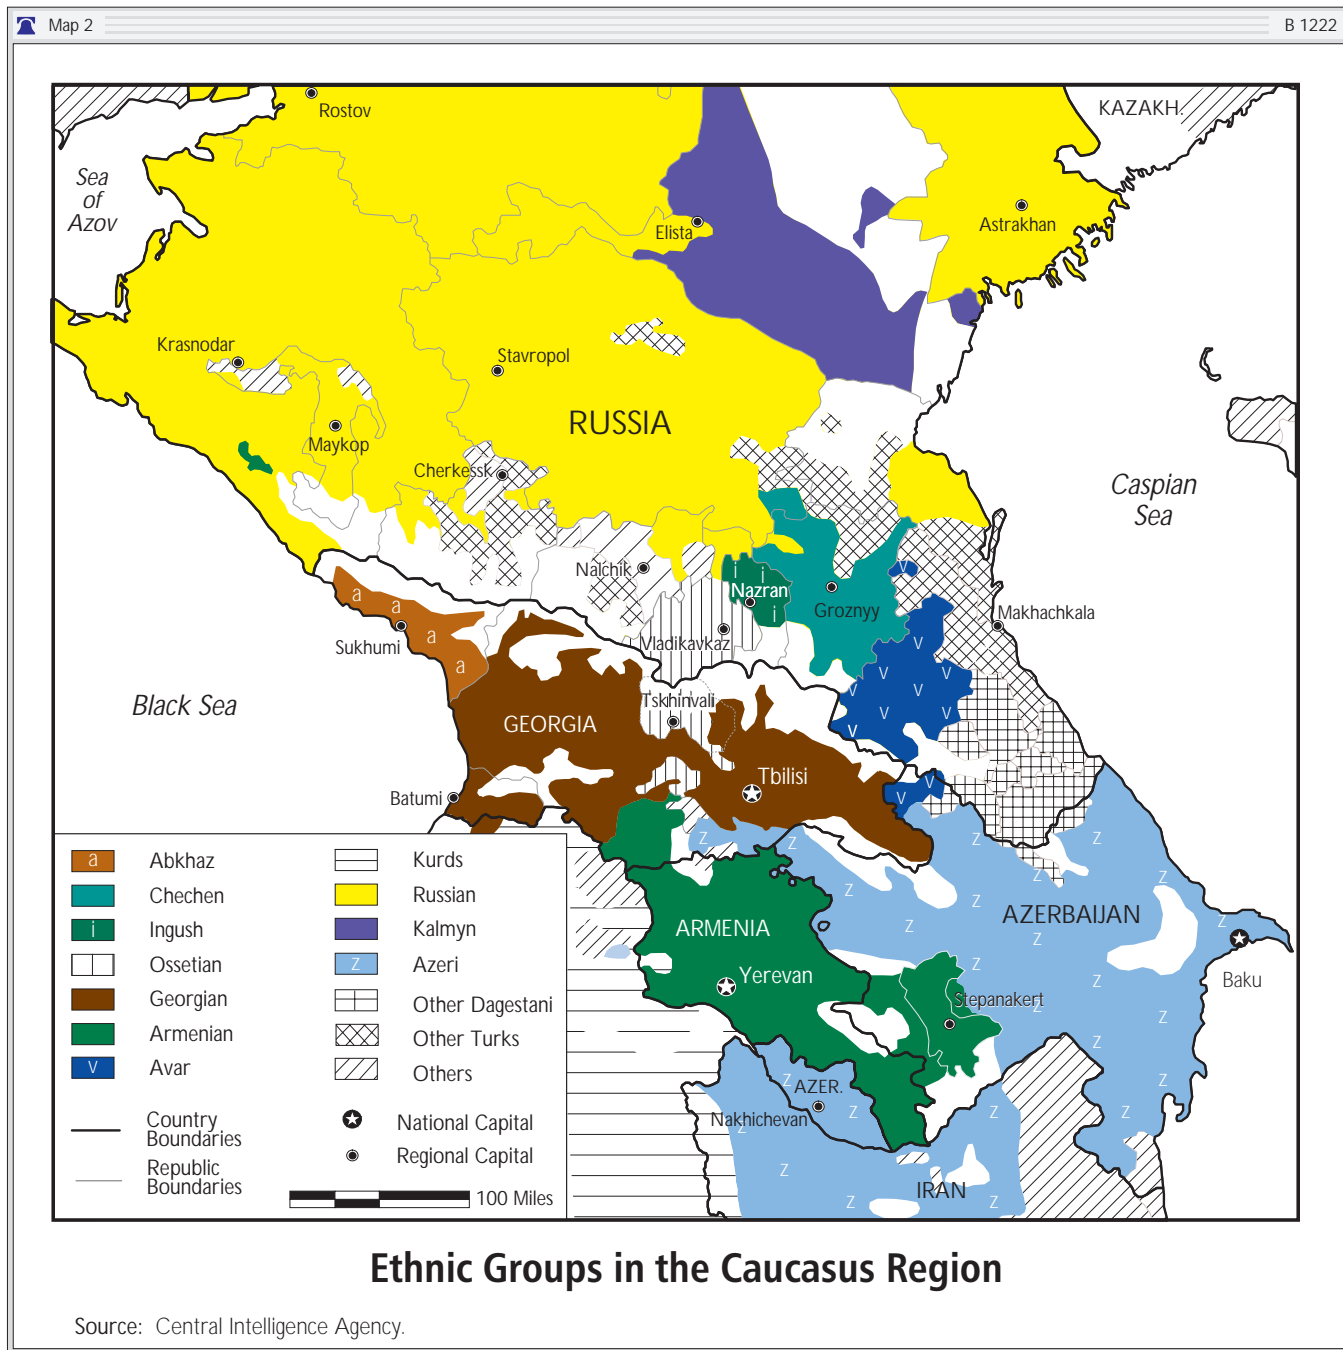 Map 2
B 1222
Rostov
KAZAKH.
Sea
of
Azov
Elista
Astrakhan
Krasnodar
Stavropol
RUSSIA
Maykop
Cherkessk
Caspian
Sea
Nalchik
i
i
Nazran
i
Groznyy
V
Makhachkala
a
a
a
a
Sukhumi
Vladikavkaz
V
V
V
V
V
V
V
V
V
Black Sea
GEORGIA
Tskhinvali
Tbilisi
V
V
Batumi
Z
Z
Z
Z
Z
Z
Z
Z
AZERBAIJAN
Z
Z
Z
Z
Z
Z
Baku
ARMENIA
Yerevan
Stepanakert
Z
Z
Z
Z
Z
Z
AZER.
Z
Z
Nakhichevan
Z
Z
Z
Z
IRAN
a Abkhaz
Chechen
i Ingush
Ossetian
Georgian
Armenian
V Avar
Country
Boundaries
Republic
Boundaries
Kurds
Russian
Kalmyn
Z Azeri
Other Dagestani
Other Turks
Others
National Capital
Regional Capital
100 Miles
Ethnic Groups in the Caucasus Region
Source: Central Intelligence Agency.